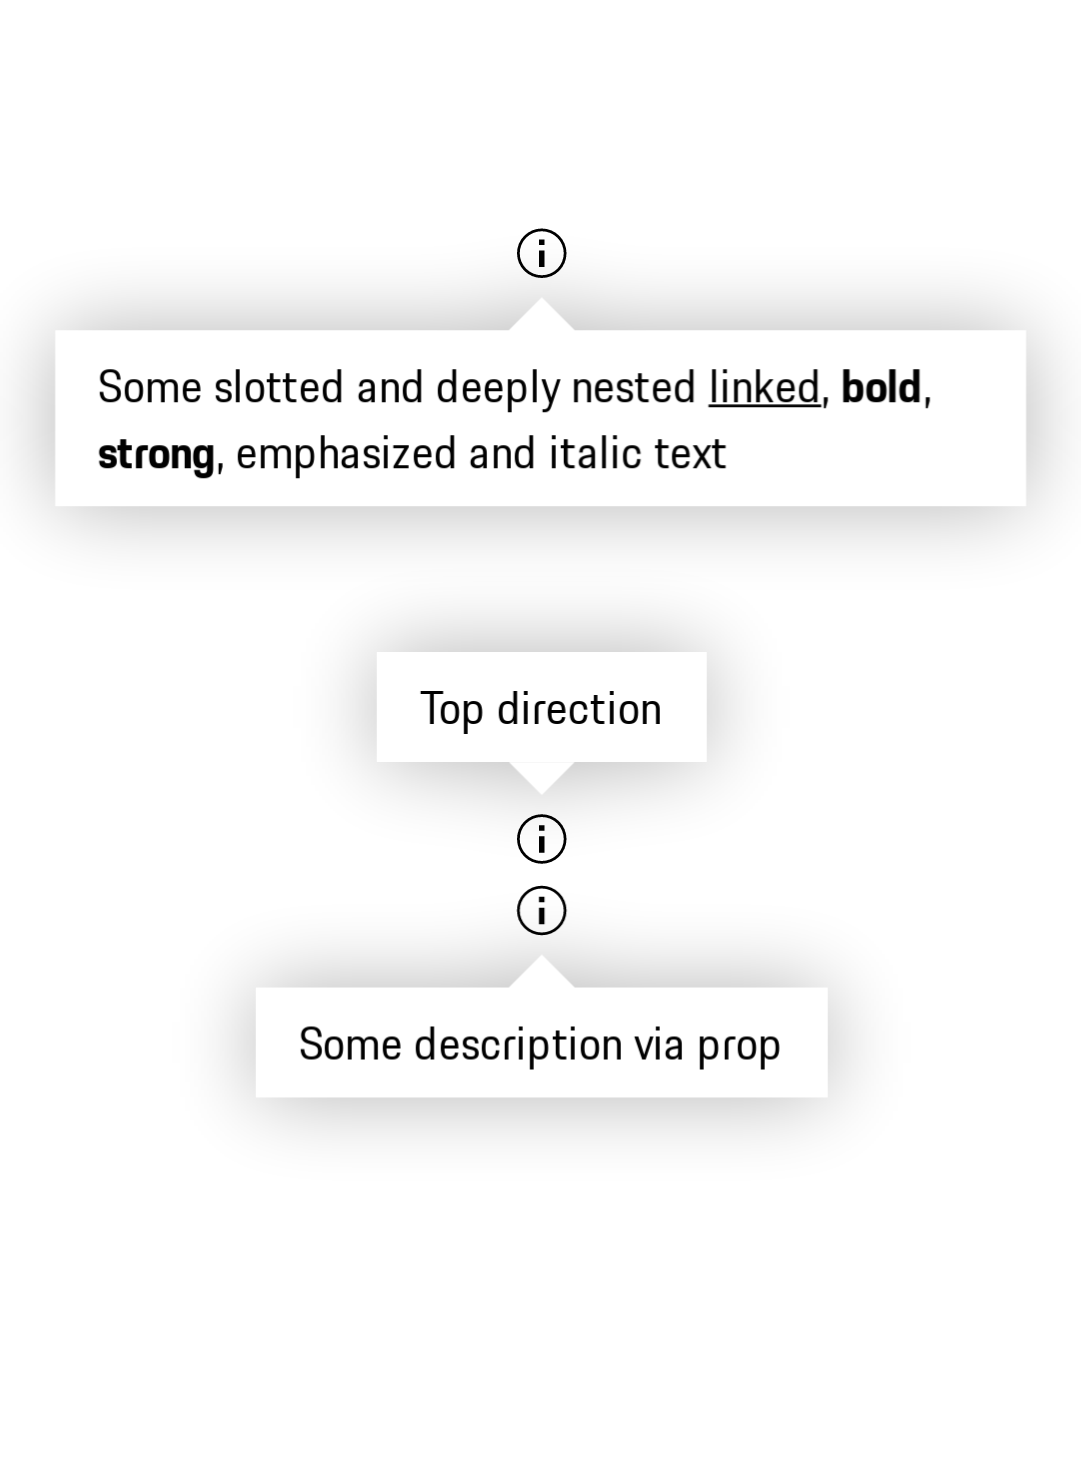 Some slotted and deeply nested linked, bold,
strong, emphasized and italic text
Top direction
Some description via prop